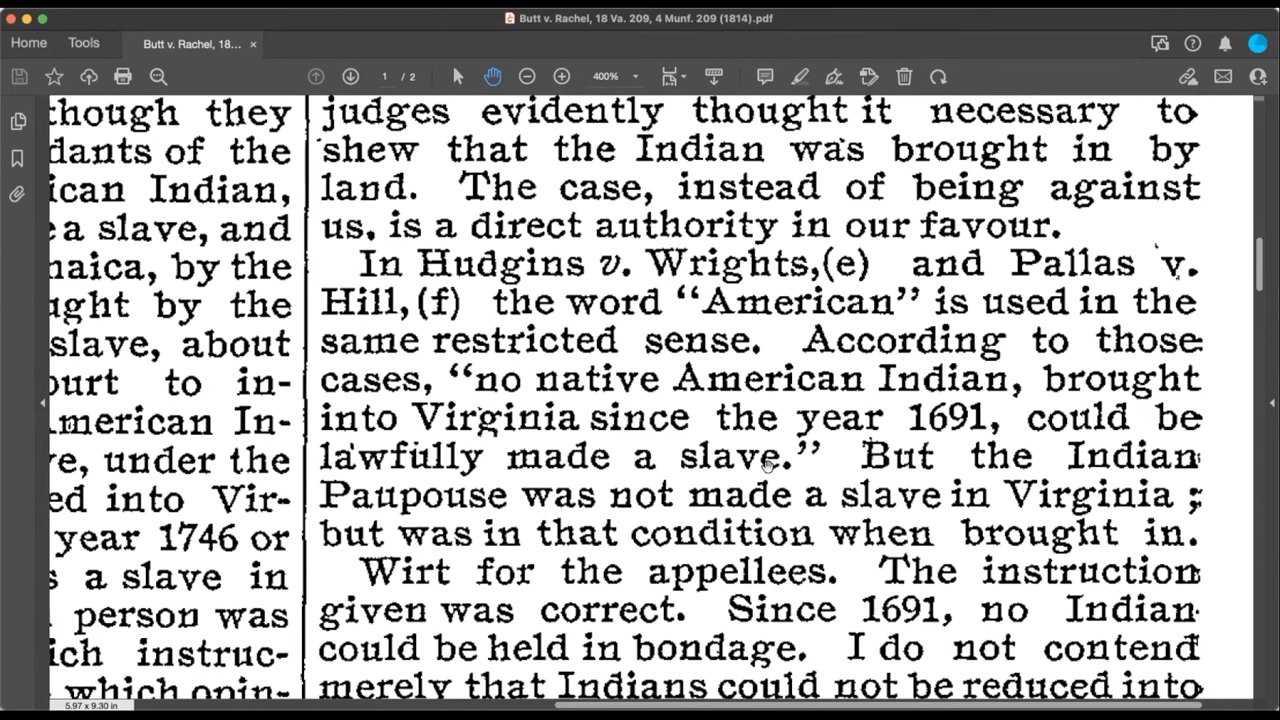 Butt v. Rachel, 18 Va. 209, 4 Munf. 209 (1814).pdf
Home Tools Butt v. Rachel, 18... ×
1 / 2 400%
though they
dants of the
ican Indian,
e a slave, and
naica, by the
ught by the
slave, about
ourt to in-
merican In-
ve, under the
ed into Vir-
year 1746 or
s a slave in
person was
ich instruc-
which opin-
judges evidently thought it necessary to
shew that the Indian was brought in by
land. The case, instead of being against
us, is a direct authority in our favour.
In Hudgins v. Wrights,(e) and Pallas v.
Hill,(f) the word "American" is used in the
same restricted sense. According to those
cases, "no native American Indian, brought
into Virginia since the year 1691, could be
lawfully made a slave." But the Indian
Paupouse was not made a slave in Virginia ;
but was in that condition when brought in.
Wirt for the appellees. The instruction
given was correct. Since 1691, no Indian
could be held in bondage. I do not contend
merely that Indians could not be reduced into
5.97 x 9.30 in